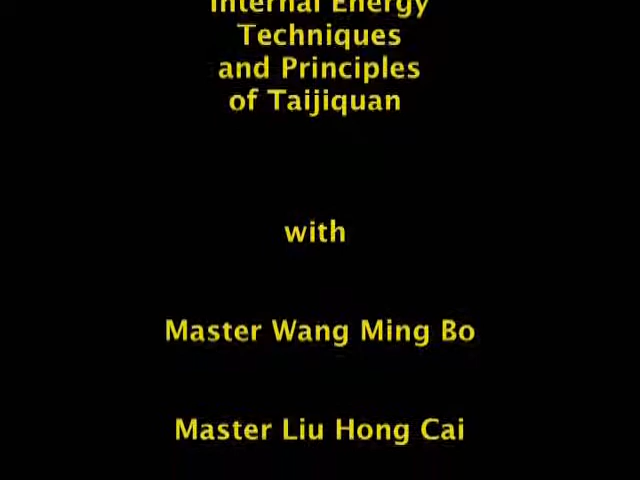 Internal Energy
Techniques
and Principles
of Taijiquan
with
Master Wang Ming Bo
Master Liu Hong Cai